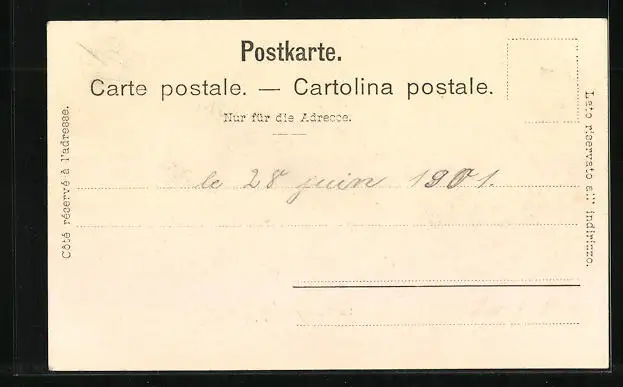 Postkarte.
Carte postale. — Cartolina postale.
Nur für die Adresse.
Côté réservé à l'adresse.
le 28 juin 1901.
Lato riservato all' indirizzo.